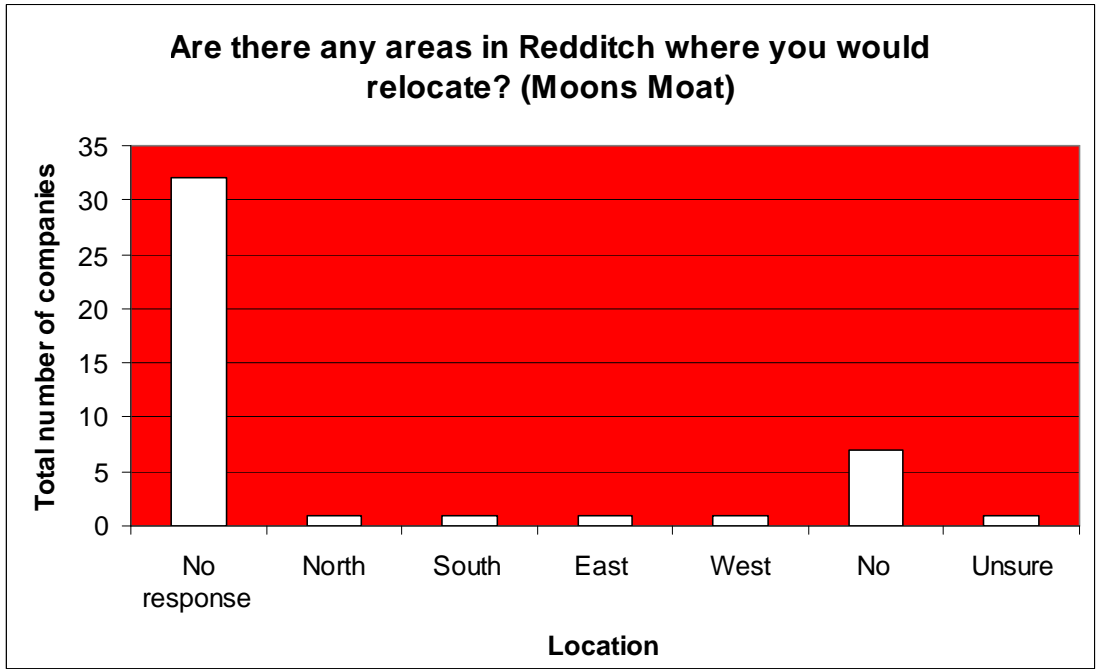 Are there any areas in Redditch where you would
relocate? (Moons Moat)
Total number of companies
35
30
25
20
15
10
5
0
No North South East West No Unsure
response
Location